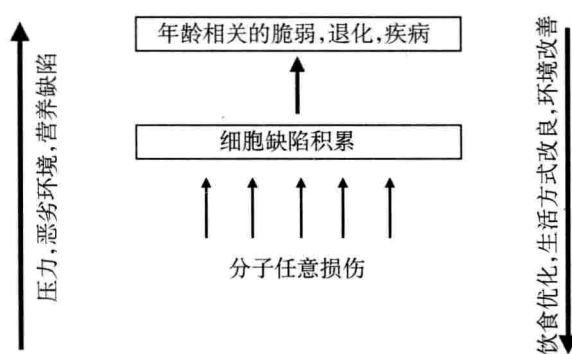 年龄相关的脆弱,退化,疾病
细胞缺陷积累
分子任意损伤
压力,恶劣环境,营养缺陷
饮食优化,生活方式改良,环境改善